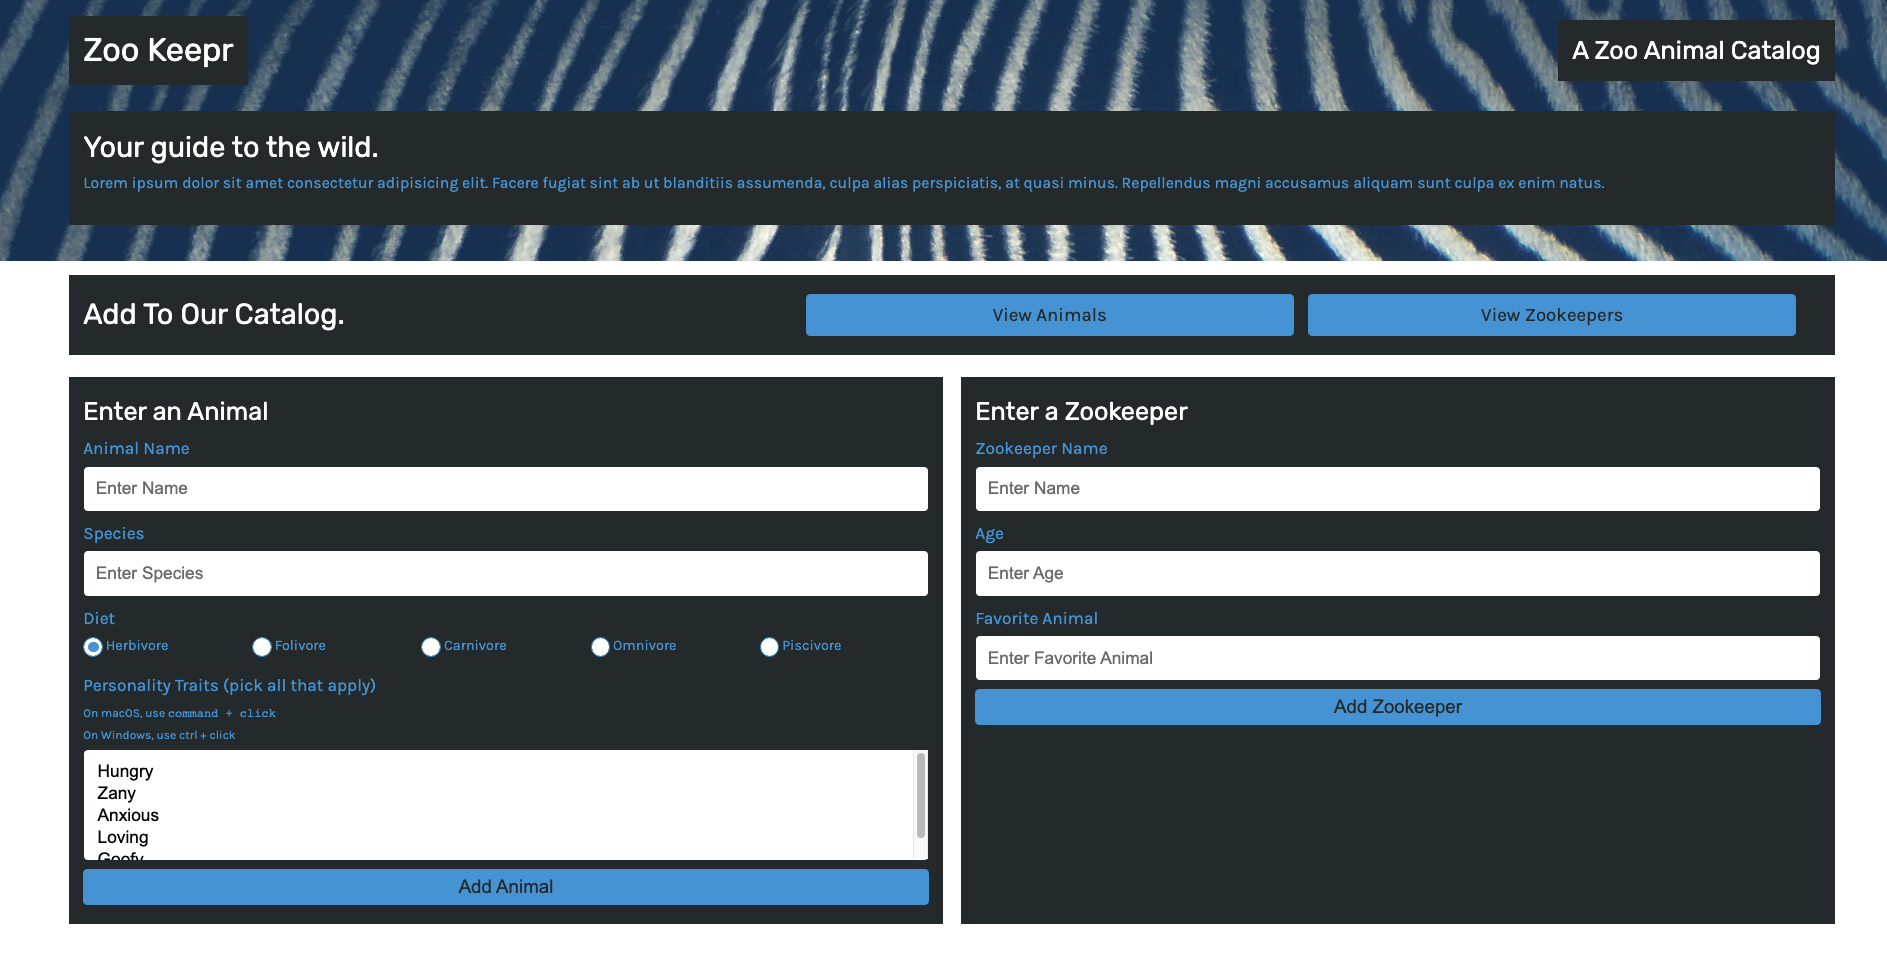 Zoo Keepr
A Zoo Animal Catalog
Your guide to the wild.
Lorem ipsum dolor sit amet consectetur adipisicing elit. Facere fugiat sint ab ut blanditiis assumenda, culpa alias perspiciatis, at quasi minus. Repellendus magni accusamus aliquam sunt culpa ex enim natus.
Add To Our Catalog.
View Animals
View Zookeepers
Enter an Animal
Animal Name
Enter Name
Species
Enter Species
Diet
Herbivore
Folivore
Carnivore
Omnivore
Piscivore
Personality Traits (pick all that apply)
On macOS, use command + click
On Windows, use ctrl + click
Hungry
Zany
Anxious
Loving
Goofy
Add Animal
Enter a Zookeeper
Zookeeper Name
Enter Name
Age
Enter Age
Favorite Animal
Enter Favorite Animal
Add Zookeeper